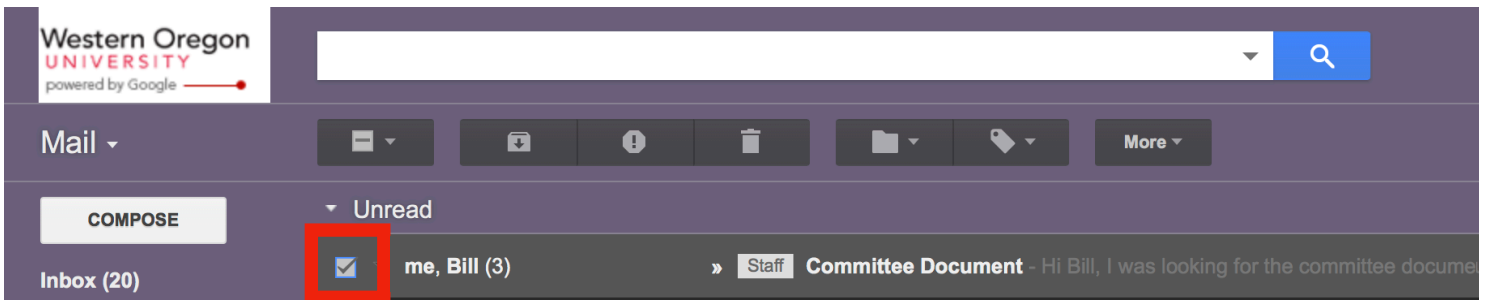 Western Oregon
UNIVERSITY
powered by Google
Mail
More
COMPOSE
Unread
me, Bill (3) » Staff Committee Document - Hi Bill, I was looking for the committee docume
Inbox (20)